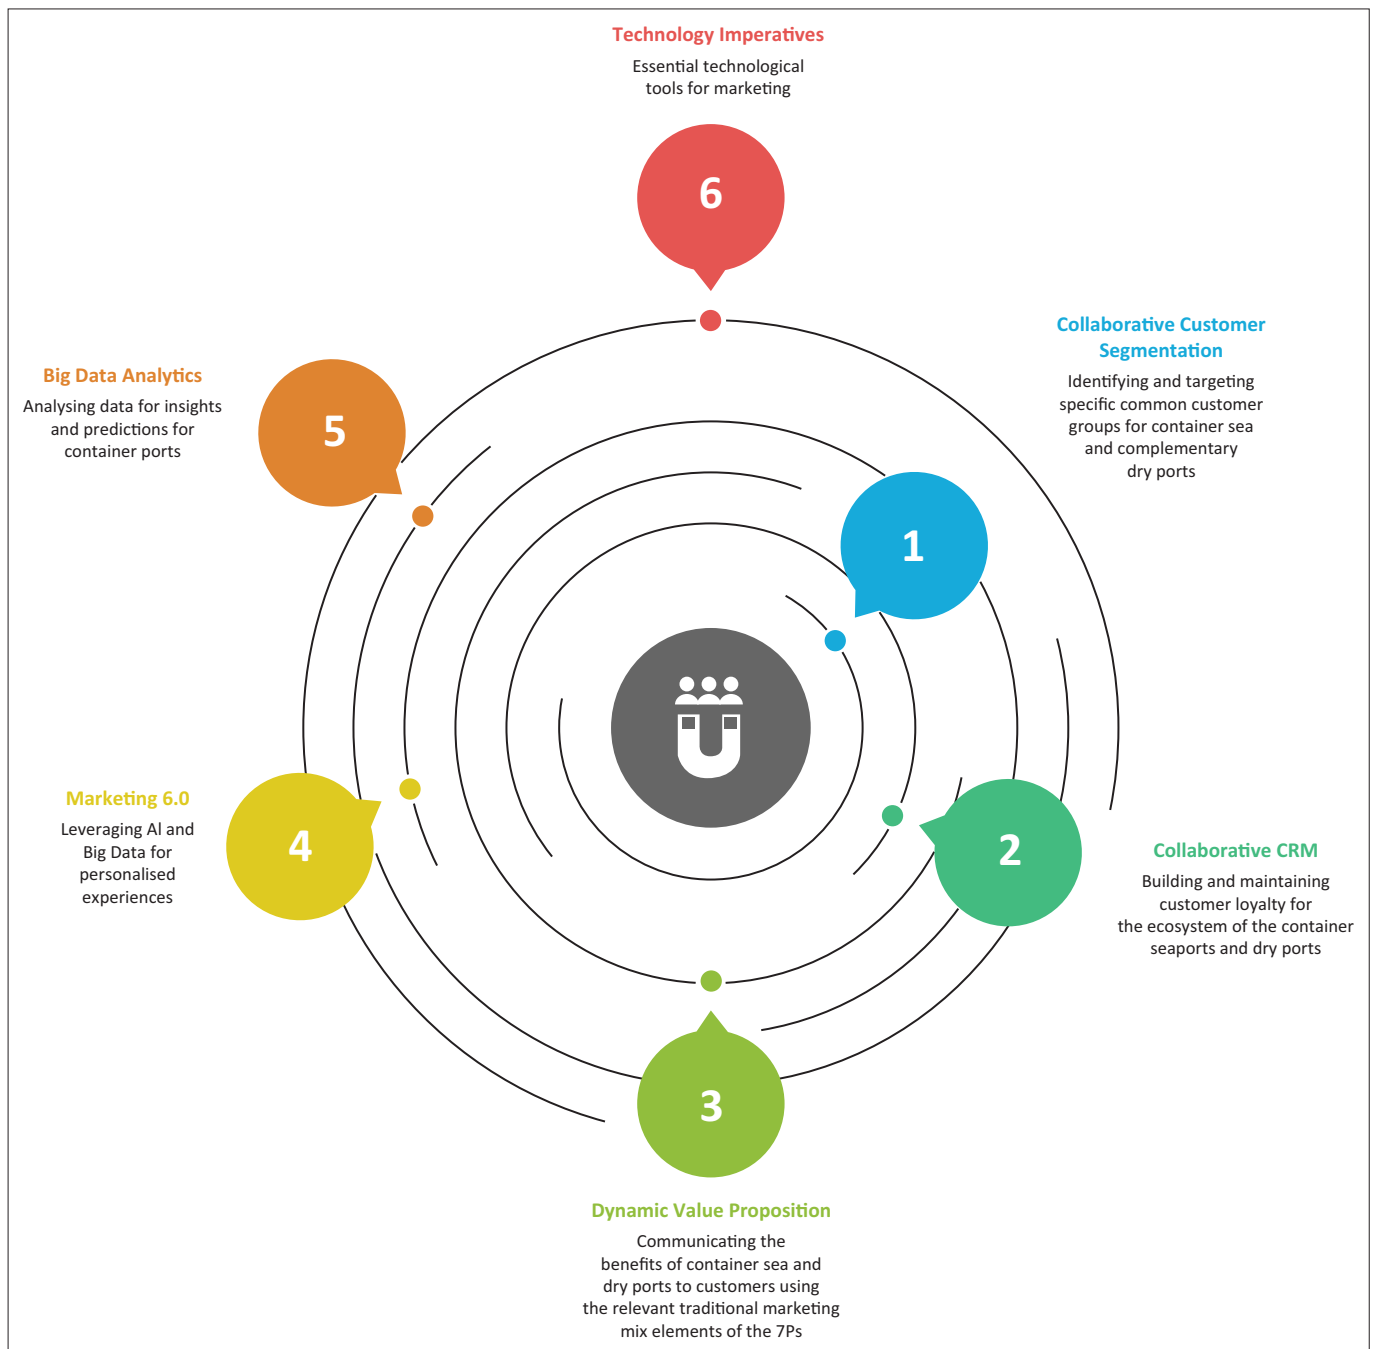 Technology Imperatives
Essential technological
tools for marketing
6
Collaborative Customer
Segmentation
Identifying and targeting
specific common customer
groups for container sea
and complementary
dry ports
1
Collaborative CRM
Building and maintaining
customer loyalty for
the ecosystem of the container
seaports and dry ports
2
3
Dynamic Value Proposition
Communicating the
benefits of container sea and
dry ports to customers using
the relevant traditional marketing
mix elements of the 7Ps
Marketing 6.0
Leveraging AI and
Big Data for
personalised
experiences
4
Big Data Analytics
Analysing data for insights
and predictions for
container ports
5